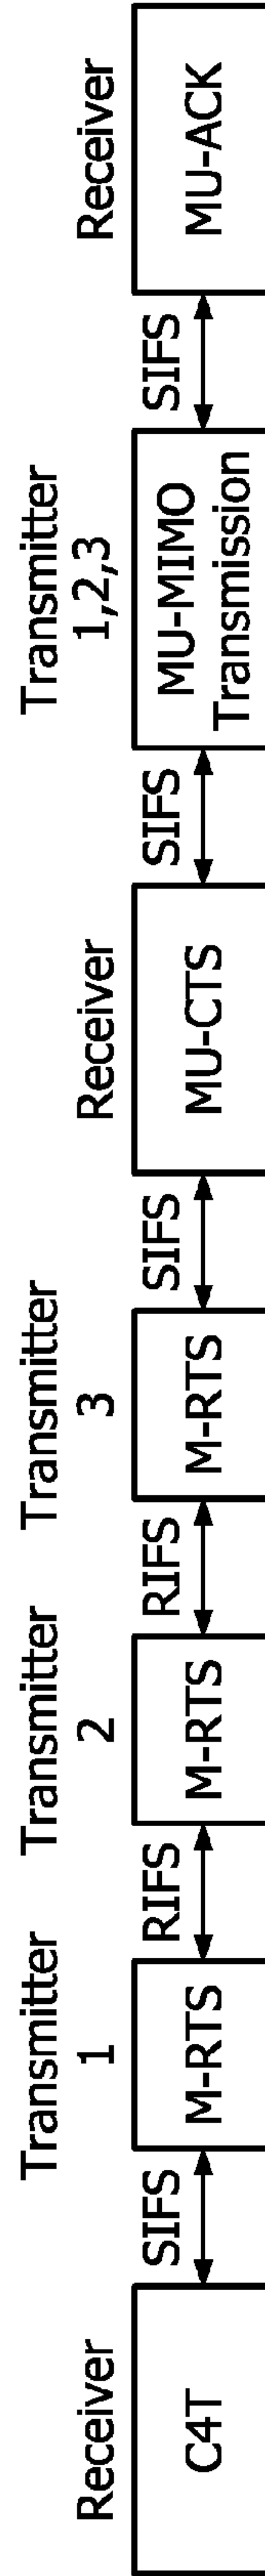 Receiver
C4T
SIFS
Transmitter
1
M-RTS
RIFS
Transmitter
2
M-RTS
RIFS
Transmitter
3
M-RTS
SIFS
Receiver
MU-CTS
SIFS
Transmitter
1,2,3
MU-MIMO
Transmission
SIFS
Receiver
MU-ACK